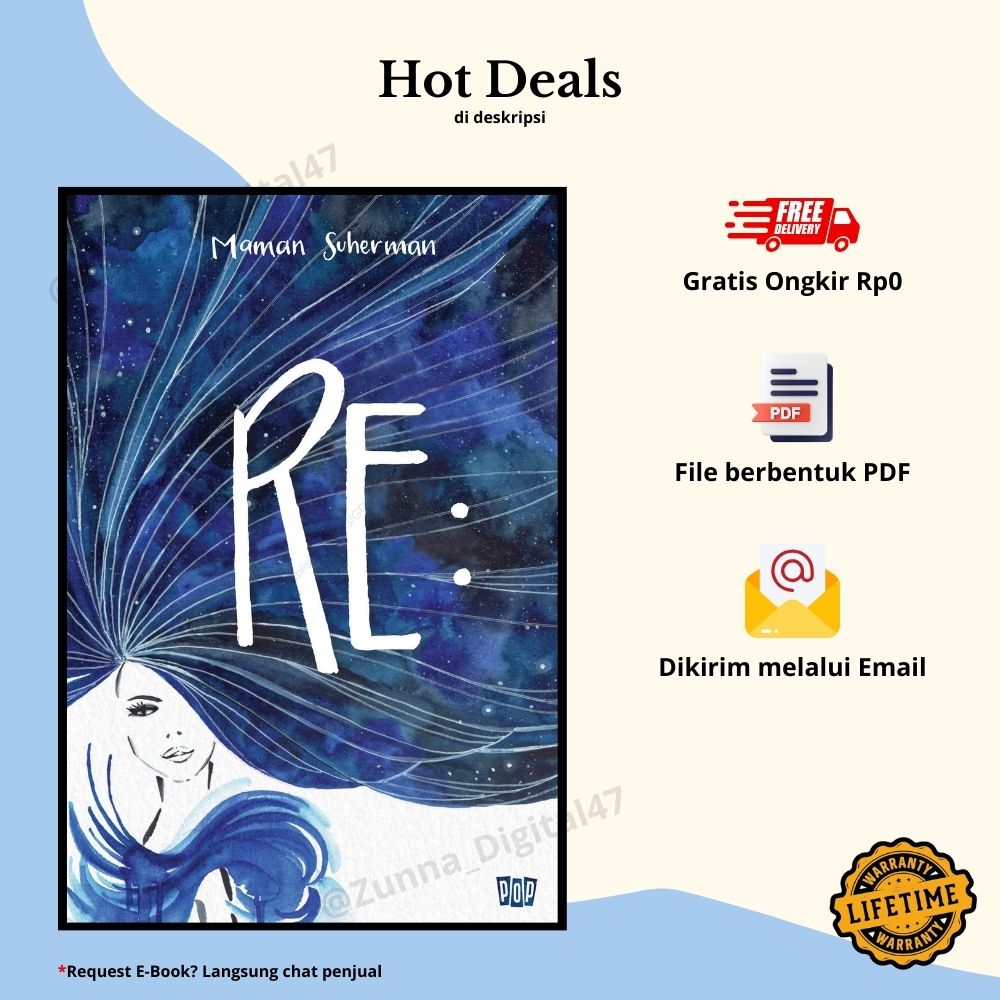 Hot Deals
di deskripsi
Maman Suherman
RE:
POP
FREE
DELIVERY
Gratis Ongkir Rp0
PDF
File berbentuk PDF
@
Dikirim melalui Email
@Zunna_Digital47
WARRANTY
LIFETIME
WARRANTY
*Request E-Book? Langsung chat penjual